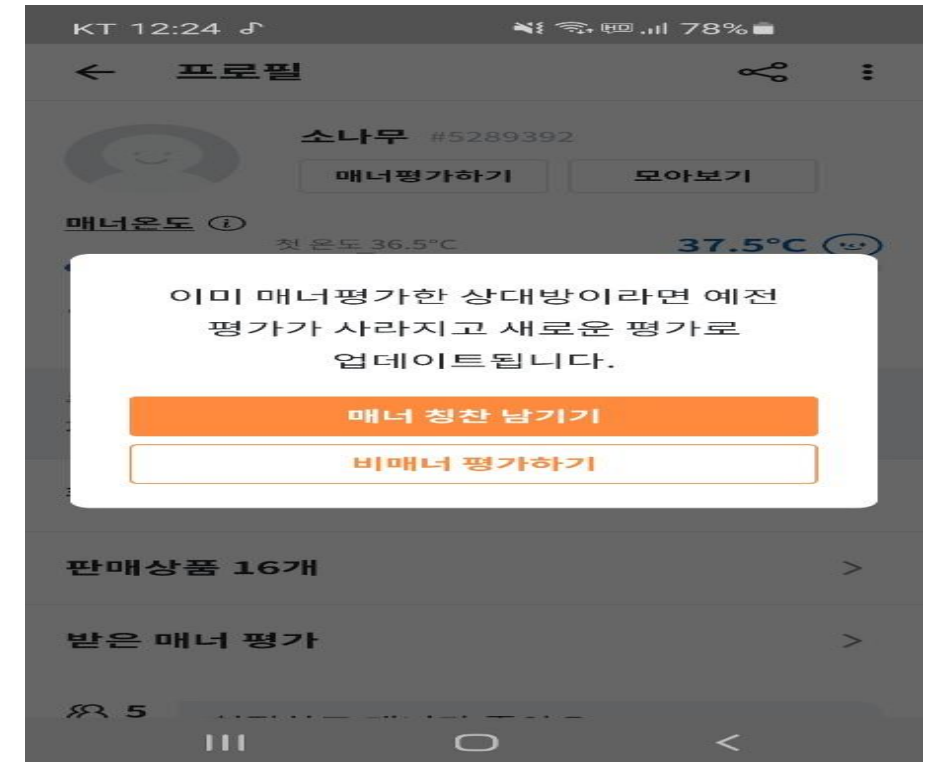 KT 12:24 78%
프로필
소나무 #5289392
매너평가하기 모아보기
매너온도
첫 온도 36.5°C 37.5°C
이미 매너평가한 상대방이라면 예전
평가가 사라지고 새로운 평가로
업데이트됩니다.
매너 칭찬 남기기
비매너 평가하기
판매상품 16개 >
받은 매너 평가 >
5